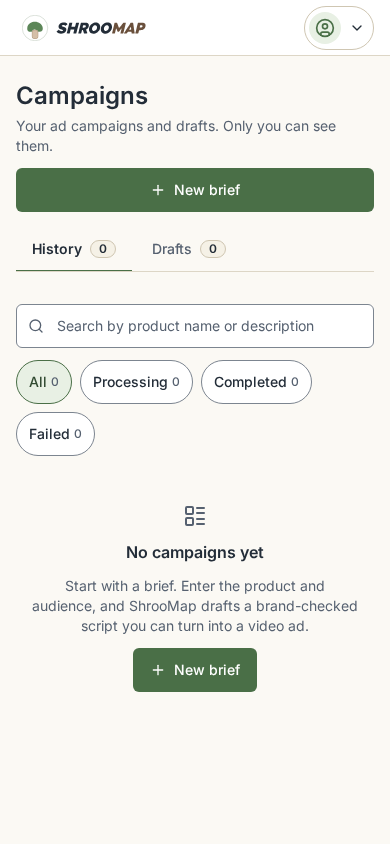 SHROOMAP
Campaigns
Your ad campaigns and drafts. Only you can see
them.
New brief
History 0
Drafts 0
Search by product name or description
All 0
Processing 0
Completed 0
Failed 0
No campaigns yet
Start with a brief. Enter the product and
audience, and ShrooMap drafts a brand-checked
script you can turn into a video ad.
New brief